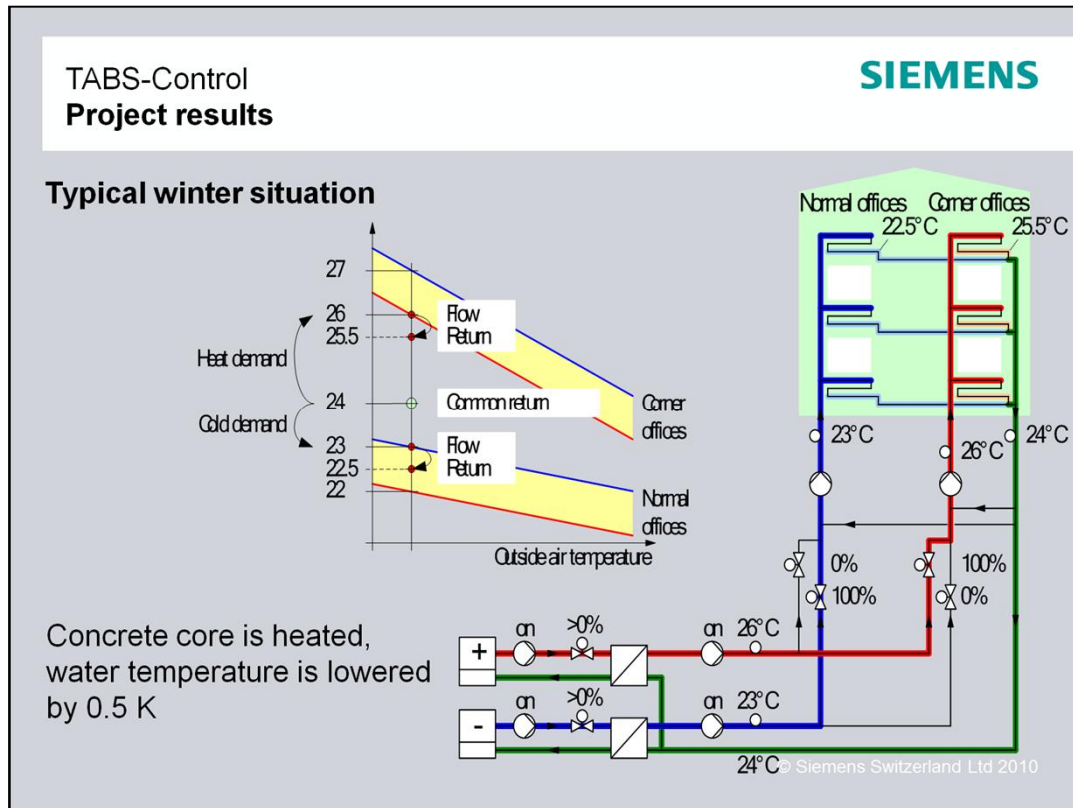 TABS-Control
Project results
SIEMENS
Typical winter situation
27
26
25.5
24
23
22.5
22
Heat demand
Cold demand
Flow
Return
Common return
Flow
Return
Corner
offices
Normal
offices
Outside air temperature
Normal offices
Corner offices
22.5°C
25.5°C
23°C
26°C
24°C
0%
100%
100%
0%
Concrete core is heated,
water temperature is lowered
by 0.5 K
+
on
>0%
on
26°C
-
on
>0%
on
23°C
24°C
© Siemens Switzerland Ltd 2010